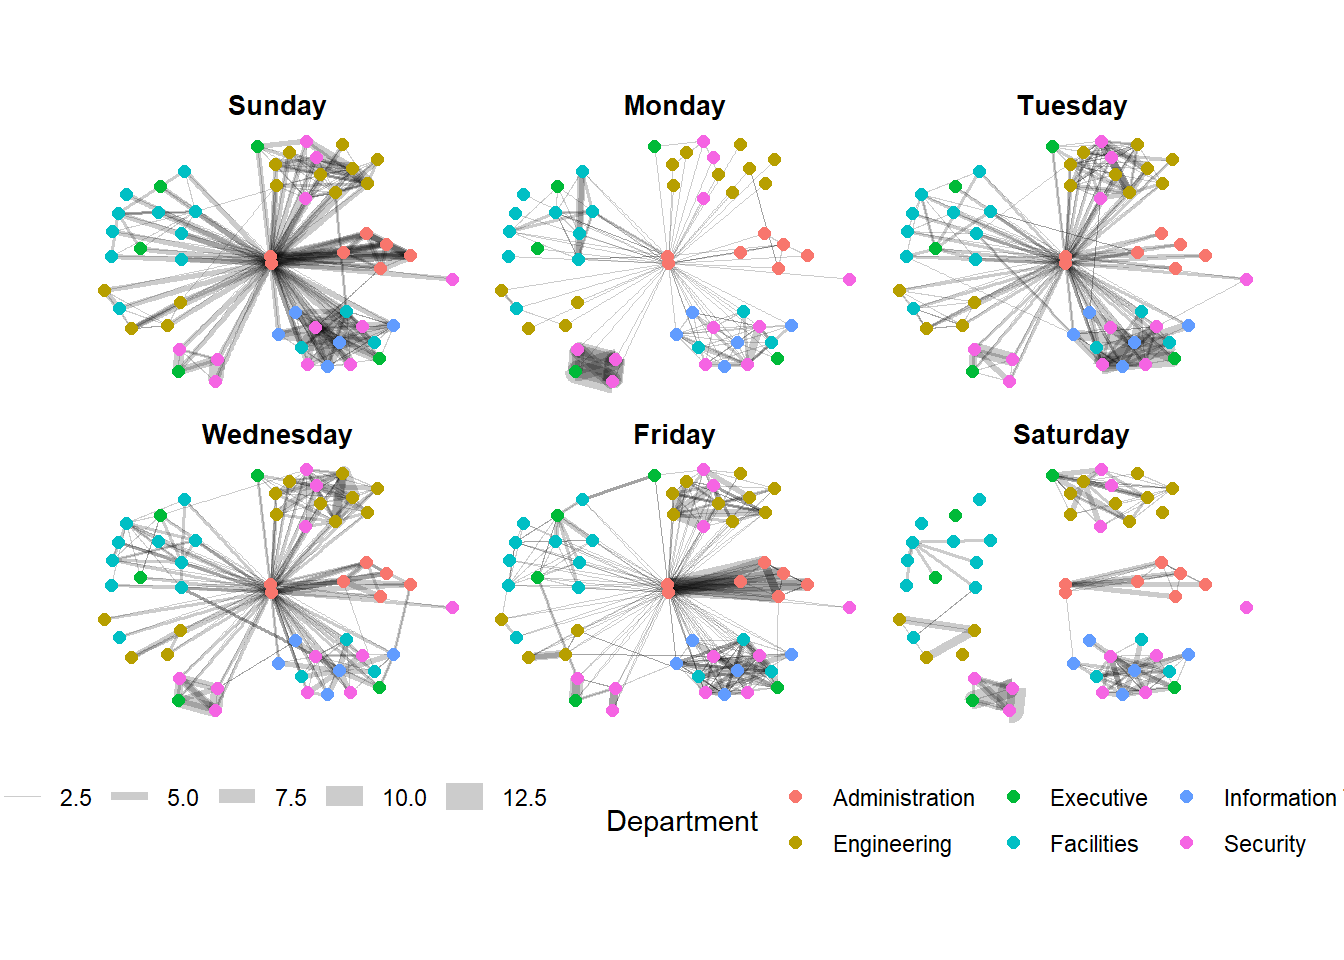 Sunday
Monday
Tuesday
Wednesday
Friday
Saturday
2.5 5.0 7.5 10.0 12.5
Department
Administration Executive Information
Engineering Facilities Security